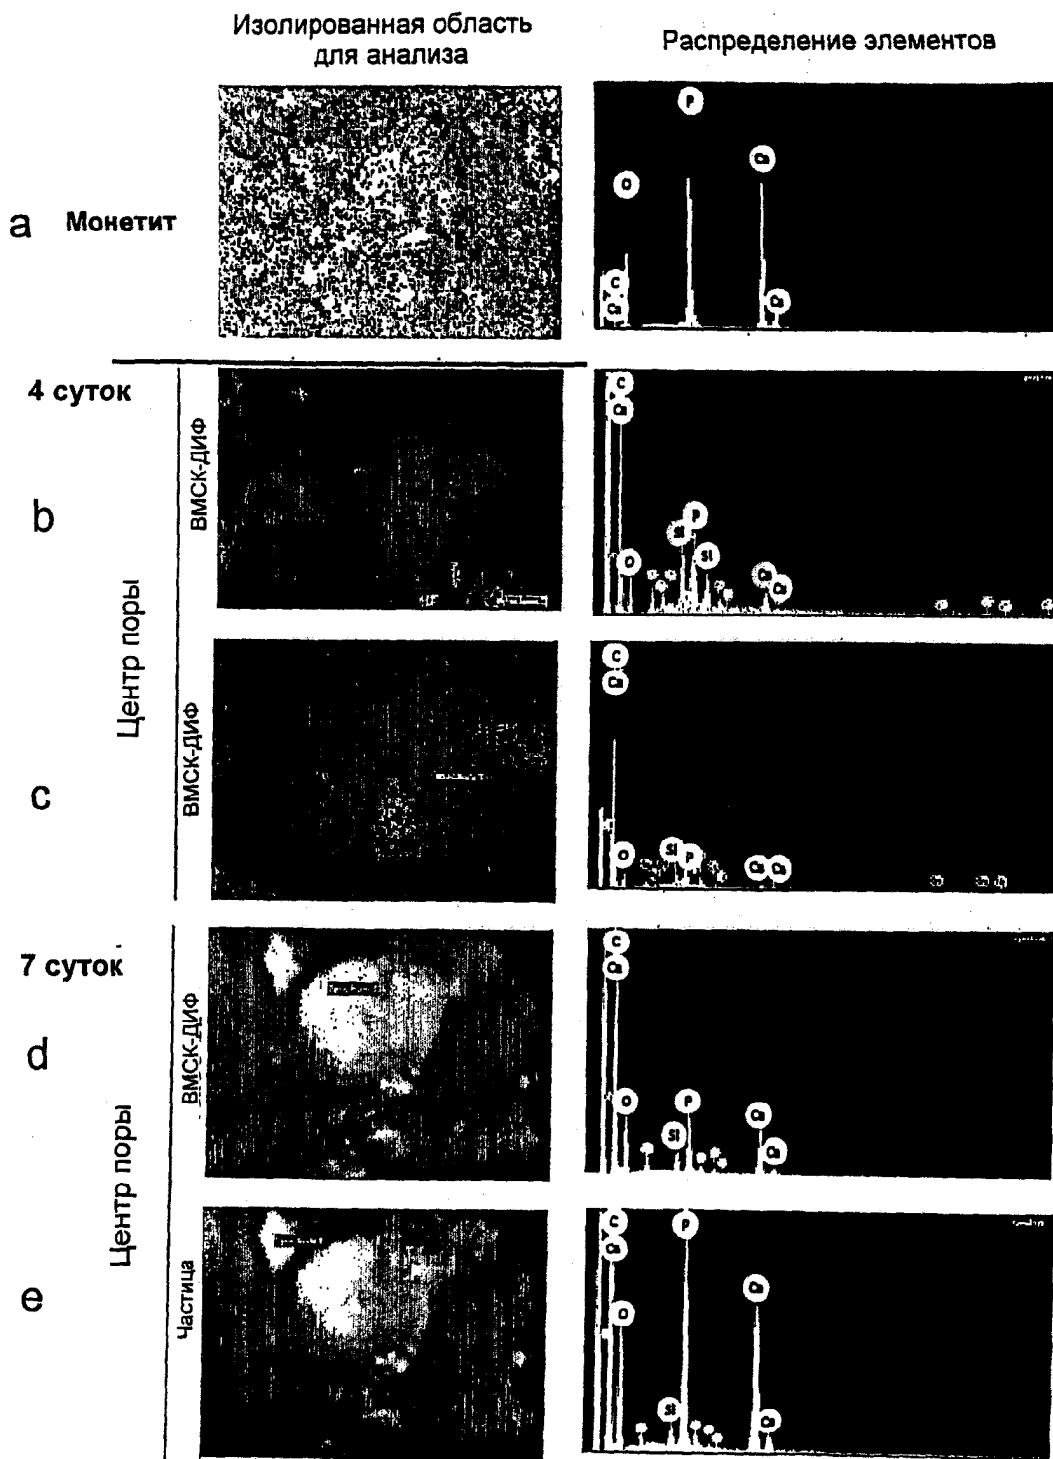 Изолированная область
для анализа
Распределение элементов
a Монетит
P
Ca
O
C
Ca
Ca
4 суток
b
Центр поры
ВМСК-ДИФ
C
Ca
P
Si
Si
O
Ca
Ca
c
ВМСК-ДИФ
C
Ca
Si
P
O
Ca
Ca
7 суток
d
Центр поры
ВМСК-ДИФ
C
Ca
O
P
Si
Ca
Ca
e
Частица
C
Ca
P
O
Ca
Si
Ca